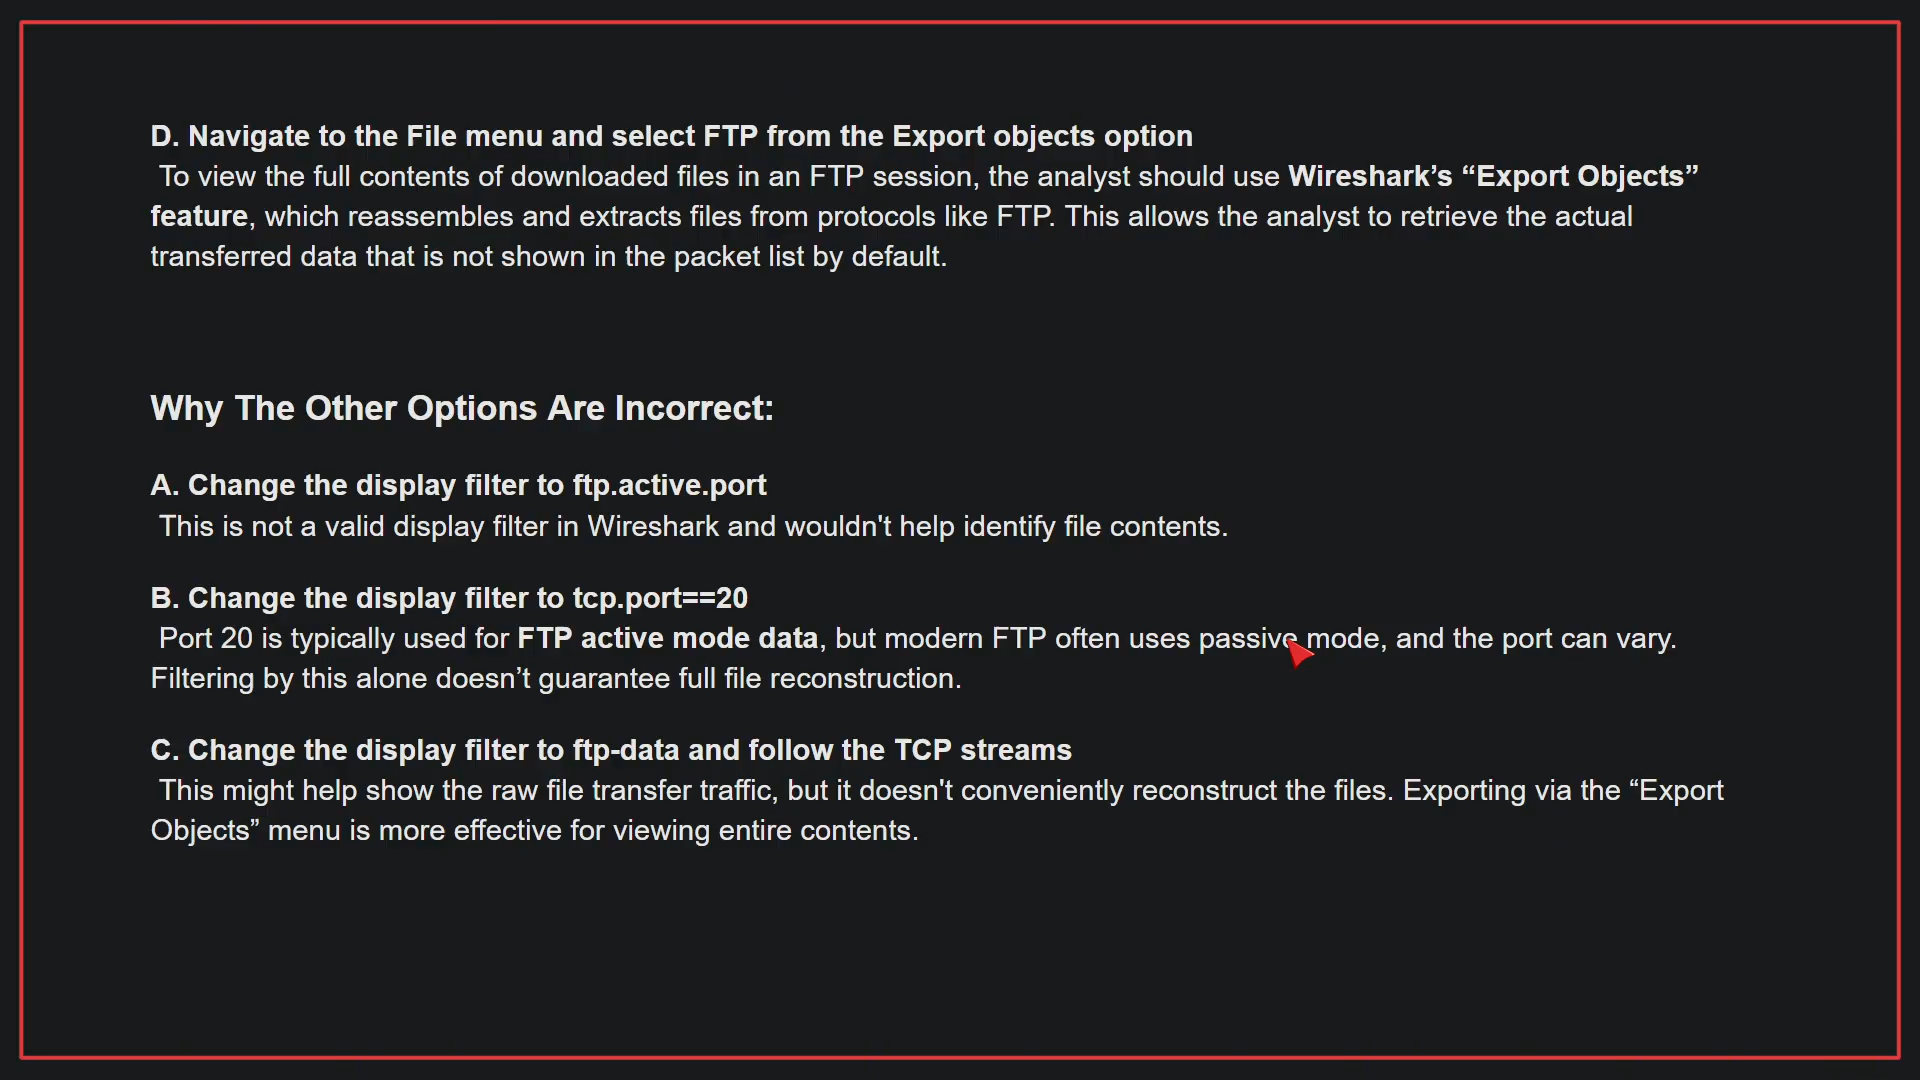 D. Navigate to the File menu and select FTP from the Export objects option
To view the full contents of downloaded files in an FTP session, the analyst should use Wireshark’s “Export Objects”
feature, which reassembles and extracts files from protocols like FTP. This allows the analyst to retrieve the actual
transferred data that is not shown in the packet list by default.
Why The Other Options Are Incorrect:
A. Change the display filter to ftp.active.port
This is not a valid display filter in Wireshark and wouldn't help identify file contents.
B. Change the display filter to tcp.port==20
Port 20 is typically used for FTP active mode data, but modern FTP often uses passive mode, and the port can vary.
Filtering by this alone doesn’t guarantee full file reconstruction.
C. Change the display filter to ftp-data and follow the TCP streams
This might help show the raw file transfer traffic, but it doesn't conveniently reconstruct the files. Exporting via the “Export
Objects” menu is more effective for viewing entire contents.